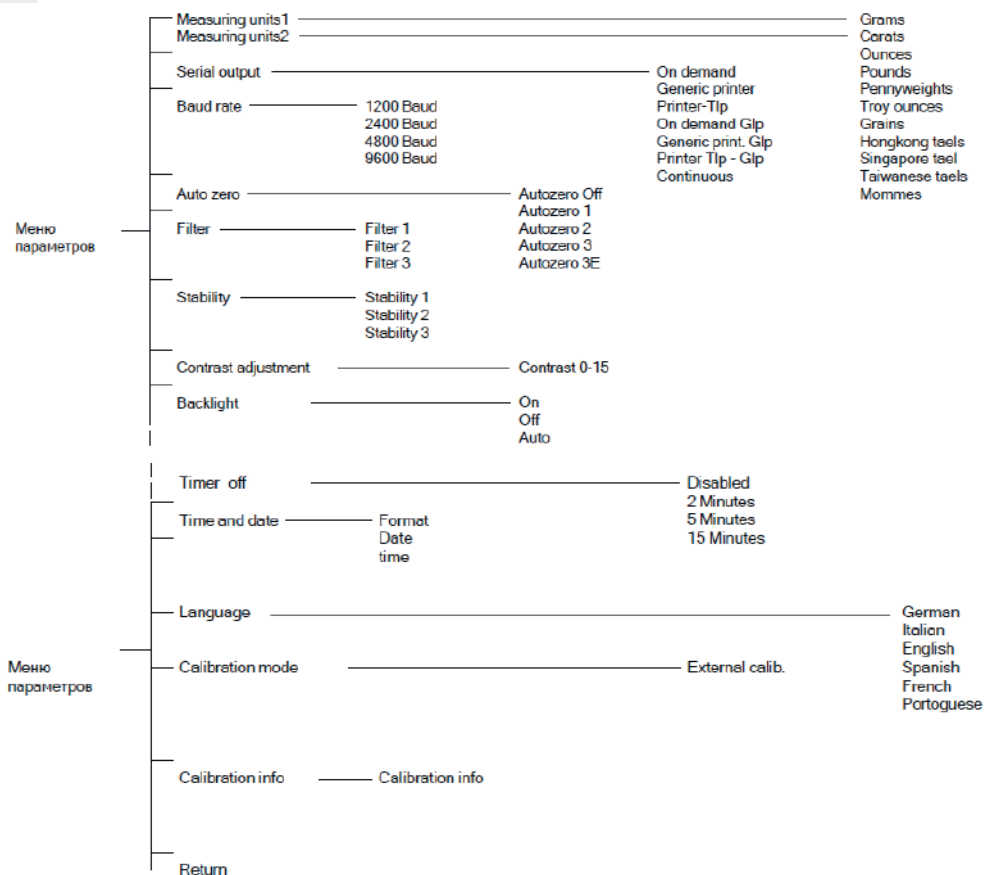 Measuring units1
Measuring units2
Grams
Carats
Ounces
Pounds
Pennyweights
Troy ounces
Grains
Hongkong taels
Singapore tael
Taiwanese taels
Mommes
Serial output
On demand
Generic printer
Printer-Tlp
On demand Glp
Generic print. Glp
Printer Tlp - Glp
Continuous
Baud rate
1200 Baud
2400 Baud
4800 Baud
9600 Baud
Auto zero
Autozero Off
Autozero 1
Autozero 2
Autozero 3
Autozero 3E
Меню
параметров
Filter
Filter 1
Filter 2
Filter 3
Stability
Stability 1
Stability 2
Stability 3
Contrast adjustment
Contrast 0-15
Backlight
On
Off
Auto
Timer off
Disabled
2 Minutes
5 Minutes
15 Minutes
Time and date
Format
Date
time
Language
German
Italian
English
Spanish
French
Portoguese
Меню
параметров
Calibration mode
External calib.
Calibration info
Calibration info
Return